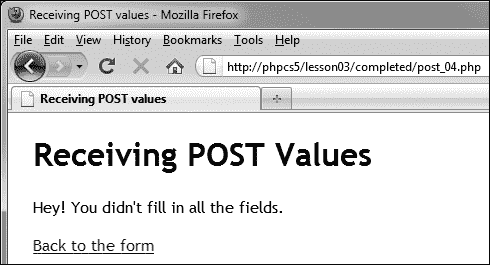 Receiving POST values - Mozilla Firefox
File Edit View History Bookmarks Tools Help
http://phpcs5/lesson03/completed/post_04.php
Receiving POST values
Receiving POST Values
Hey! You didn't fill in all the fields.
Back to the form